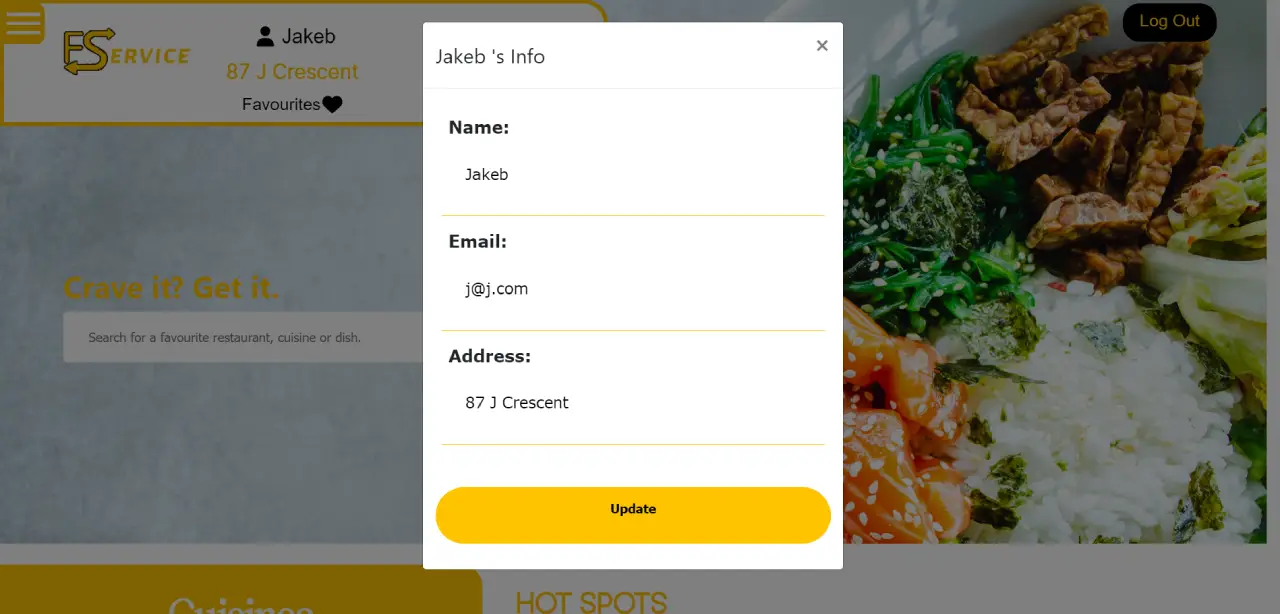 FSERVICE
Jakeb
87 J Crescent
Favourites
Log Out
Crave it? Get it.
Search for a favourite restaurant, cuisine or dish.
Jakeb 's Info
×
Name:
Jakeb
Email:
j@j.com
Address:
87 J Crescent
Update
Cuisines
HOT SPOTS